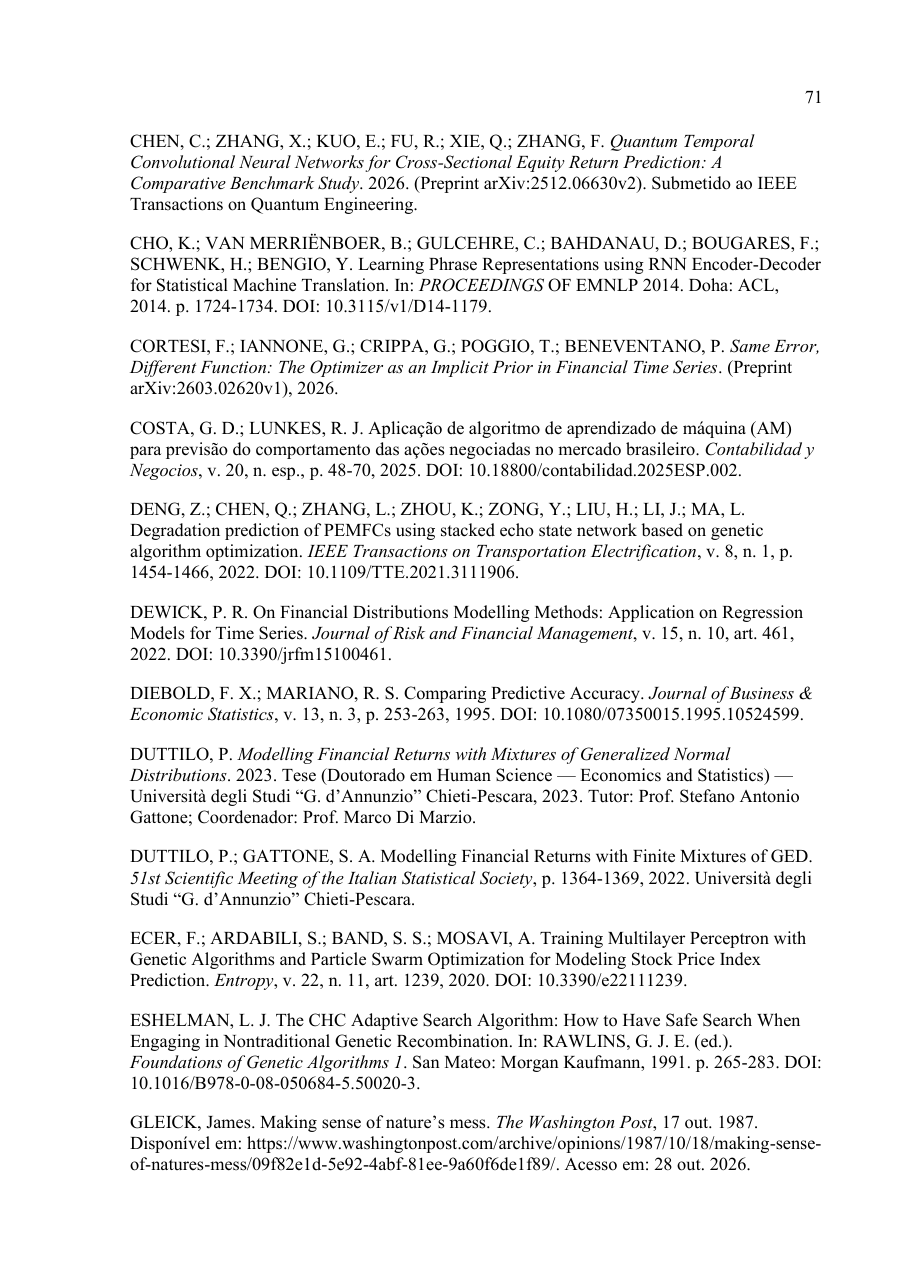 71
CHEN, C.; ZHANG, X.; KUO, E.; FU, R.; XIE, Q.; ZHANG, F. Quantum Temporal
Convolutional Neural Networks for Cross-Sectional Equity Return Prediction: A
Comparative Benchmark Study. 2026. (Preprint arXiv:2512.06630v2). Submetido ao IEEE
Transactions on Quantum Engineering.
CHO, K.; VAN MERRIËNBOER, B.; GULCEHRE, C.; BAHDANAU, D.; BOUGARES, F.;
SCHWENK, H.; BENGIO, Y. Learning Phrase Representations using RNN Encoder-Decoder
for Statistical Machine Translation. In: PROCEEDINGS OF EMNLP 2014. Doha: ACL,
2014. p. 1724-1734. DOI: 10.3115/v1/D14-1179.
CORTESI, F.; IANNONE, G.; CRIPPA, G.; POGGIO, T.; BENEVENTANO, P. Same Error,
Different Function: The Optimizer as an Implicit Prior in Financial Time Series. (Preprint
arXiv:2603.02620v1), 2026.
COSTA, G. D.; LUNKES, R. J. Aplicação de algoritmo de aprendizado de máquina (AM)
para previsão do comportamento das ações negociadas no mercado brasileiro. Contabilidad y
Negocios, v. 20, n. esp., p. 48-70, 2025. DOI: 10.18800/contabilidad.2025ESP.002.
DENG, Z.; CHEN, Q.; ZHANG, L.; ZHOU, K.; ZONG, Y.; LIU, H.; LI, J.; MA, L.
Degradation prediction of PEMFCs using stacked echo state network based on genetic
algorithm optimization. IEEE Transactions on Transportation Electrification, v. 8, n. 1, p.
1454-1466, 2022. DOI: 10.1109/TTE.2021.3111906.
DEWICK, P. R. On Financial Distributions Modelling Methods: Application on Regression
Models for Time Series. Journal of Risk and Financial Management, v. 15, n. 10, art. 461,
2022. DOI: 10.3390/jrfm15100461.
DIEBOLD, F. X.; MARIANO, R. S. Comparing Predictive Accuracy. Journal of Business &
Economic Statistics, v. 13, n. 3, p. 253-263, 1995. DOI: 10.1080/07350015.1995.10524599.
DUTTILO, P. Modelling Financial Returns with Mixtures of Generalized Normal
Distributions. 2023. Tese (Doutorado em Human Science — Economics and Statistics) —
Università degli Studi “G. d’Annunzio” Chieti-Pescara, 2023. Tutor: Prof. Stefano Antonio
Gattone; Coordenador: Prof. Marco Di Marzio.
DUTTILO, P.; GATTONE, S. A. Modelling Financial Returns with Finite Mixtures of GED.
51st Scientific Meeting of the Italian Statistical Society, p. 1364-1369, 2022. Università degli
Studi “G. d’Annunzio” Chieti-Pescara.
ECER, F.; ARDABILI, S.; BAND, S. S.; MOSAVI, A. Training Multilayer Perceptron with
Genetic Algorithms and Particle Swarm Optimization for Modeling Stock Price Index
Prediction. Entropy, v. 22, n. 11, art. 1239, 2020. DOI: 10.3390/e22111239.
ESHELMAN, L. J. The CHC Adaptive Search Algorithm: How to Have Safe Search When
Engaging in Nontraditional Genetic Recombination. In: RAWLINS, G. J. E. (ed.).
Foundations of Genetic Algorithms 1. San Mateo: Morgan Kaufmann, 1991. p. 265-283. DOI:
10.1016/B978-0-08-050684-5.50020-3.
GLEICK, James. Making sense of nature’s mess. The Washington Post, 17 out. 1987.
Disponível em: https://www.washingtonpost.com/archive/opinions/1987/10/18/making-sense-
of-natures-mess/09f82e1d-5e92-4abf-81ee-9a60f6de1f89/. Acesso em: 28 out. 2026.